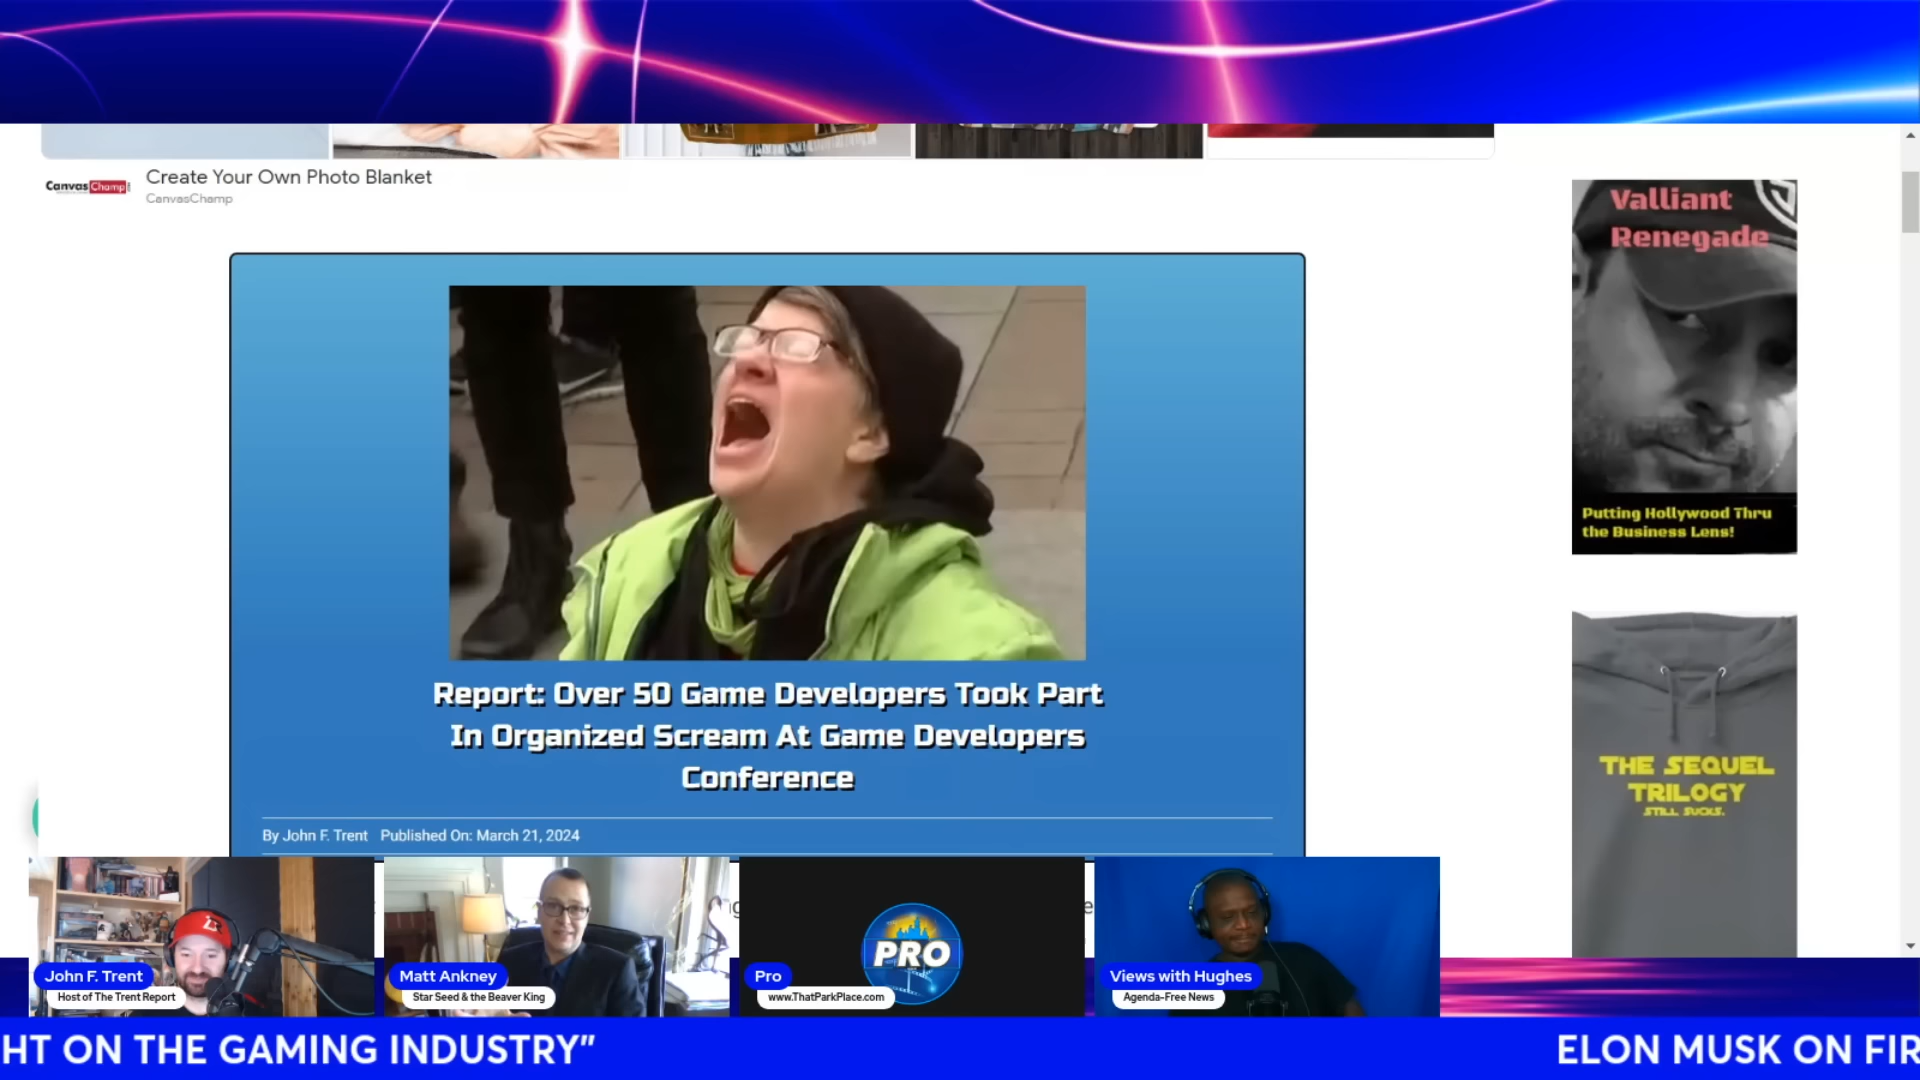 Create Your Own Photo Blanket
CanvasChamp
CanvasChamp
Valliant
Renegade
Putting Hollywood Thru
the Business Lens!
Report: Over 50 Game Developers Took Part
In Organized Scream At Game Developers
Conference
By John F. Trent Published On: March 21, 2024
THE SEQUEL
TRILOGY
STILL SUCKS.
John F. Trent
Host of The Trent Report
Matt Ankney
Star Seed & the Beaver King
PRO
Pro
www.ThatParkPlace.com
Views with Hughes
Agenda-Free News
HT ON THE GAMING INDUSTRY”
ELON MUSK ON FIR